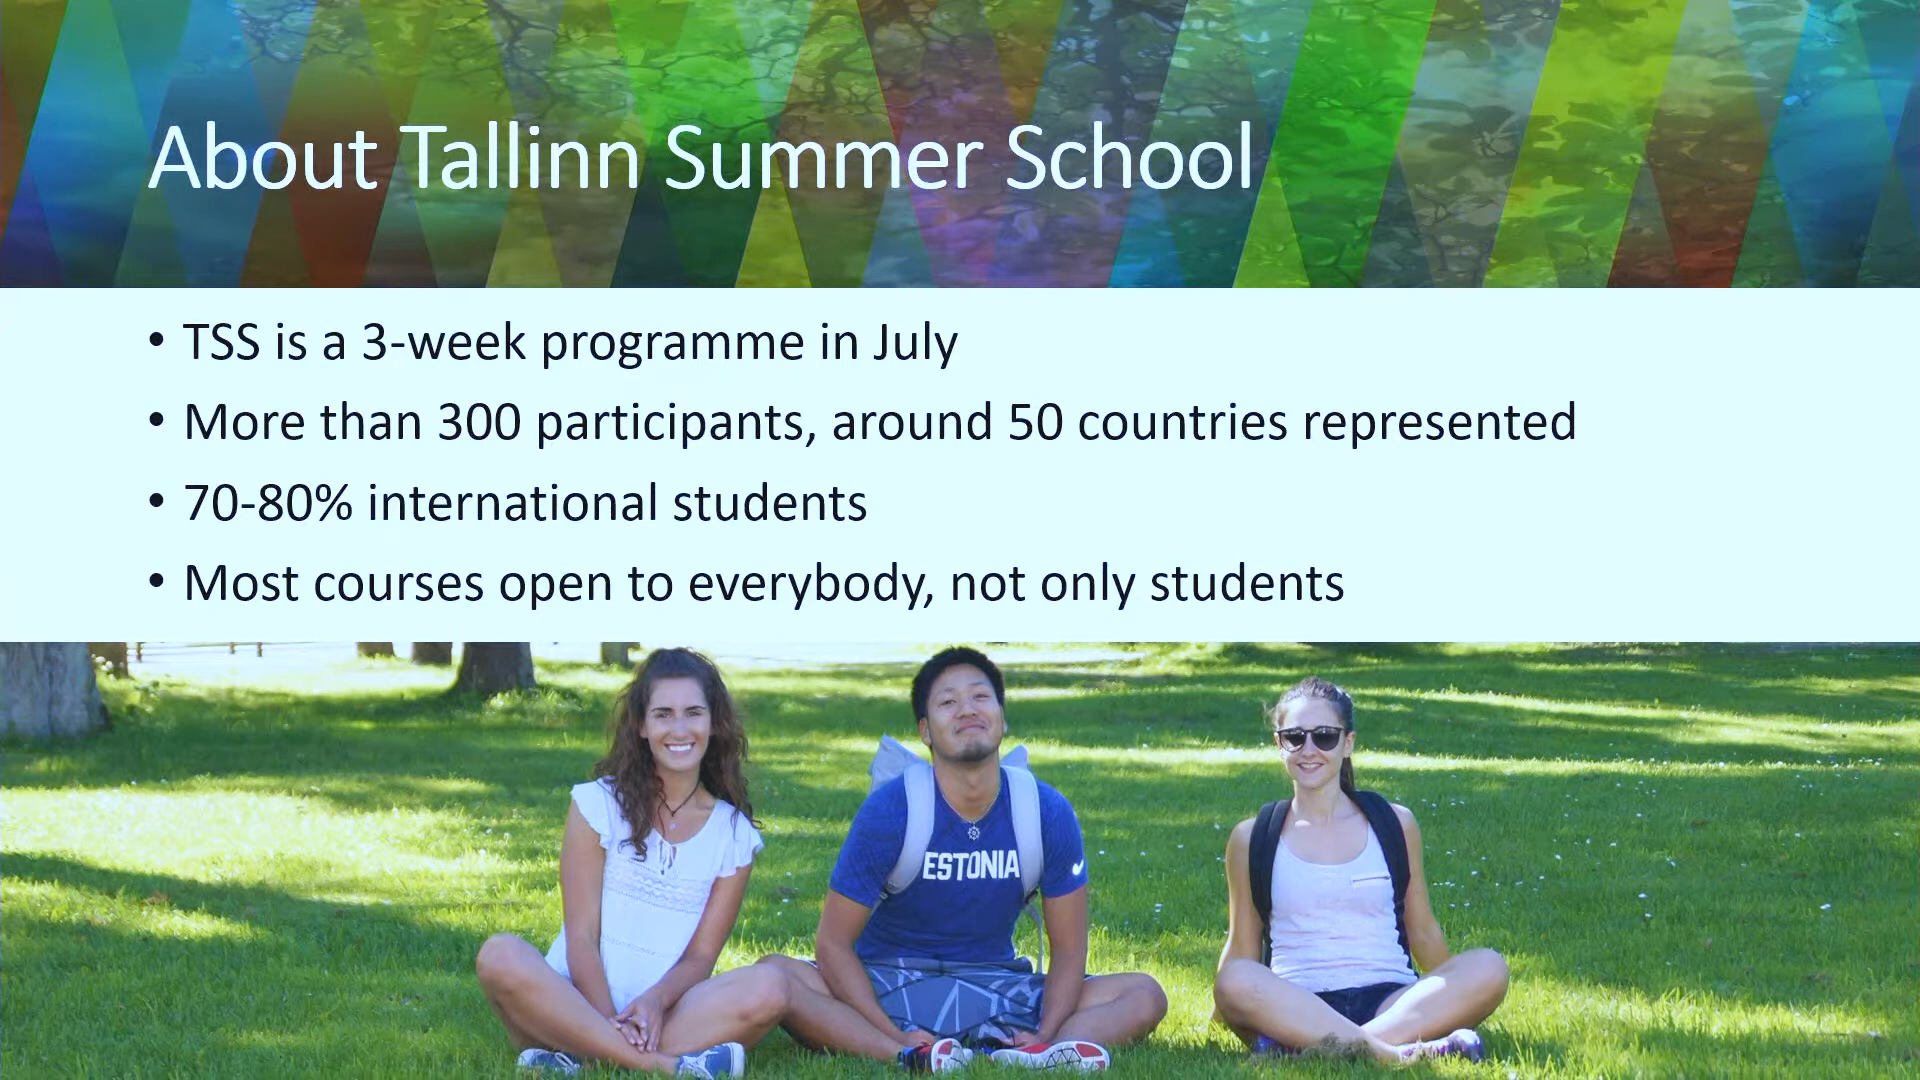 About Tallinn Summer School
• TSS is a 3-week programme in July
• More than 300 participants, around 50 countries represented
• 70-80% international students
• Most courses open to everybody, not only students
ESTONIA